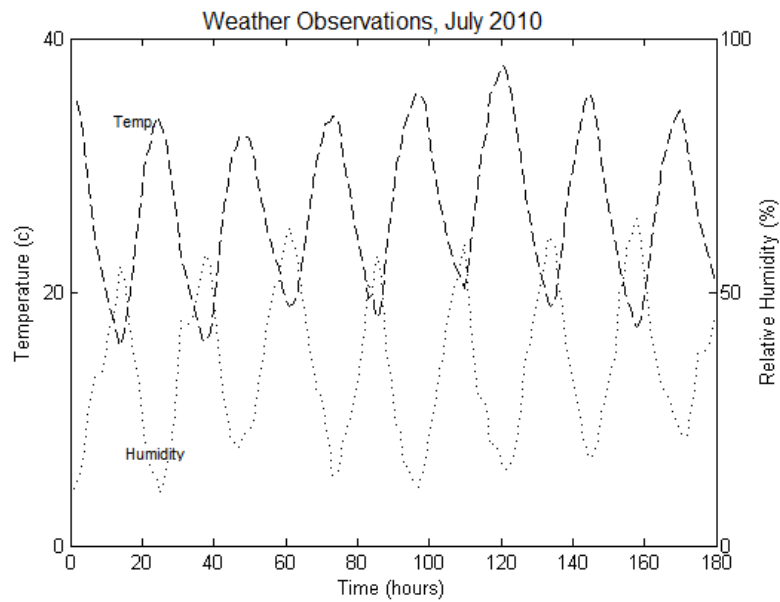 Weather Observations, July 2010
40
100
Temp
20
50
Temperature (c)
Relative Humidity (%)
Humidity
0
0
0 20 40 60 80 100 120 140 160 180
Time (hours)